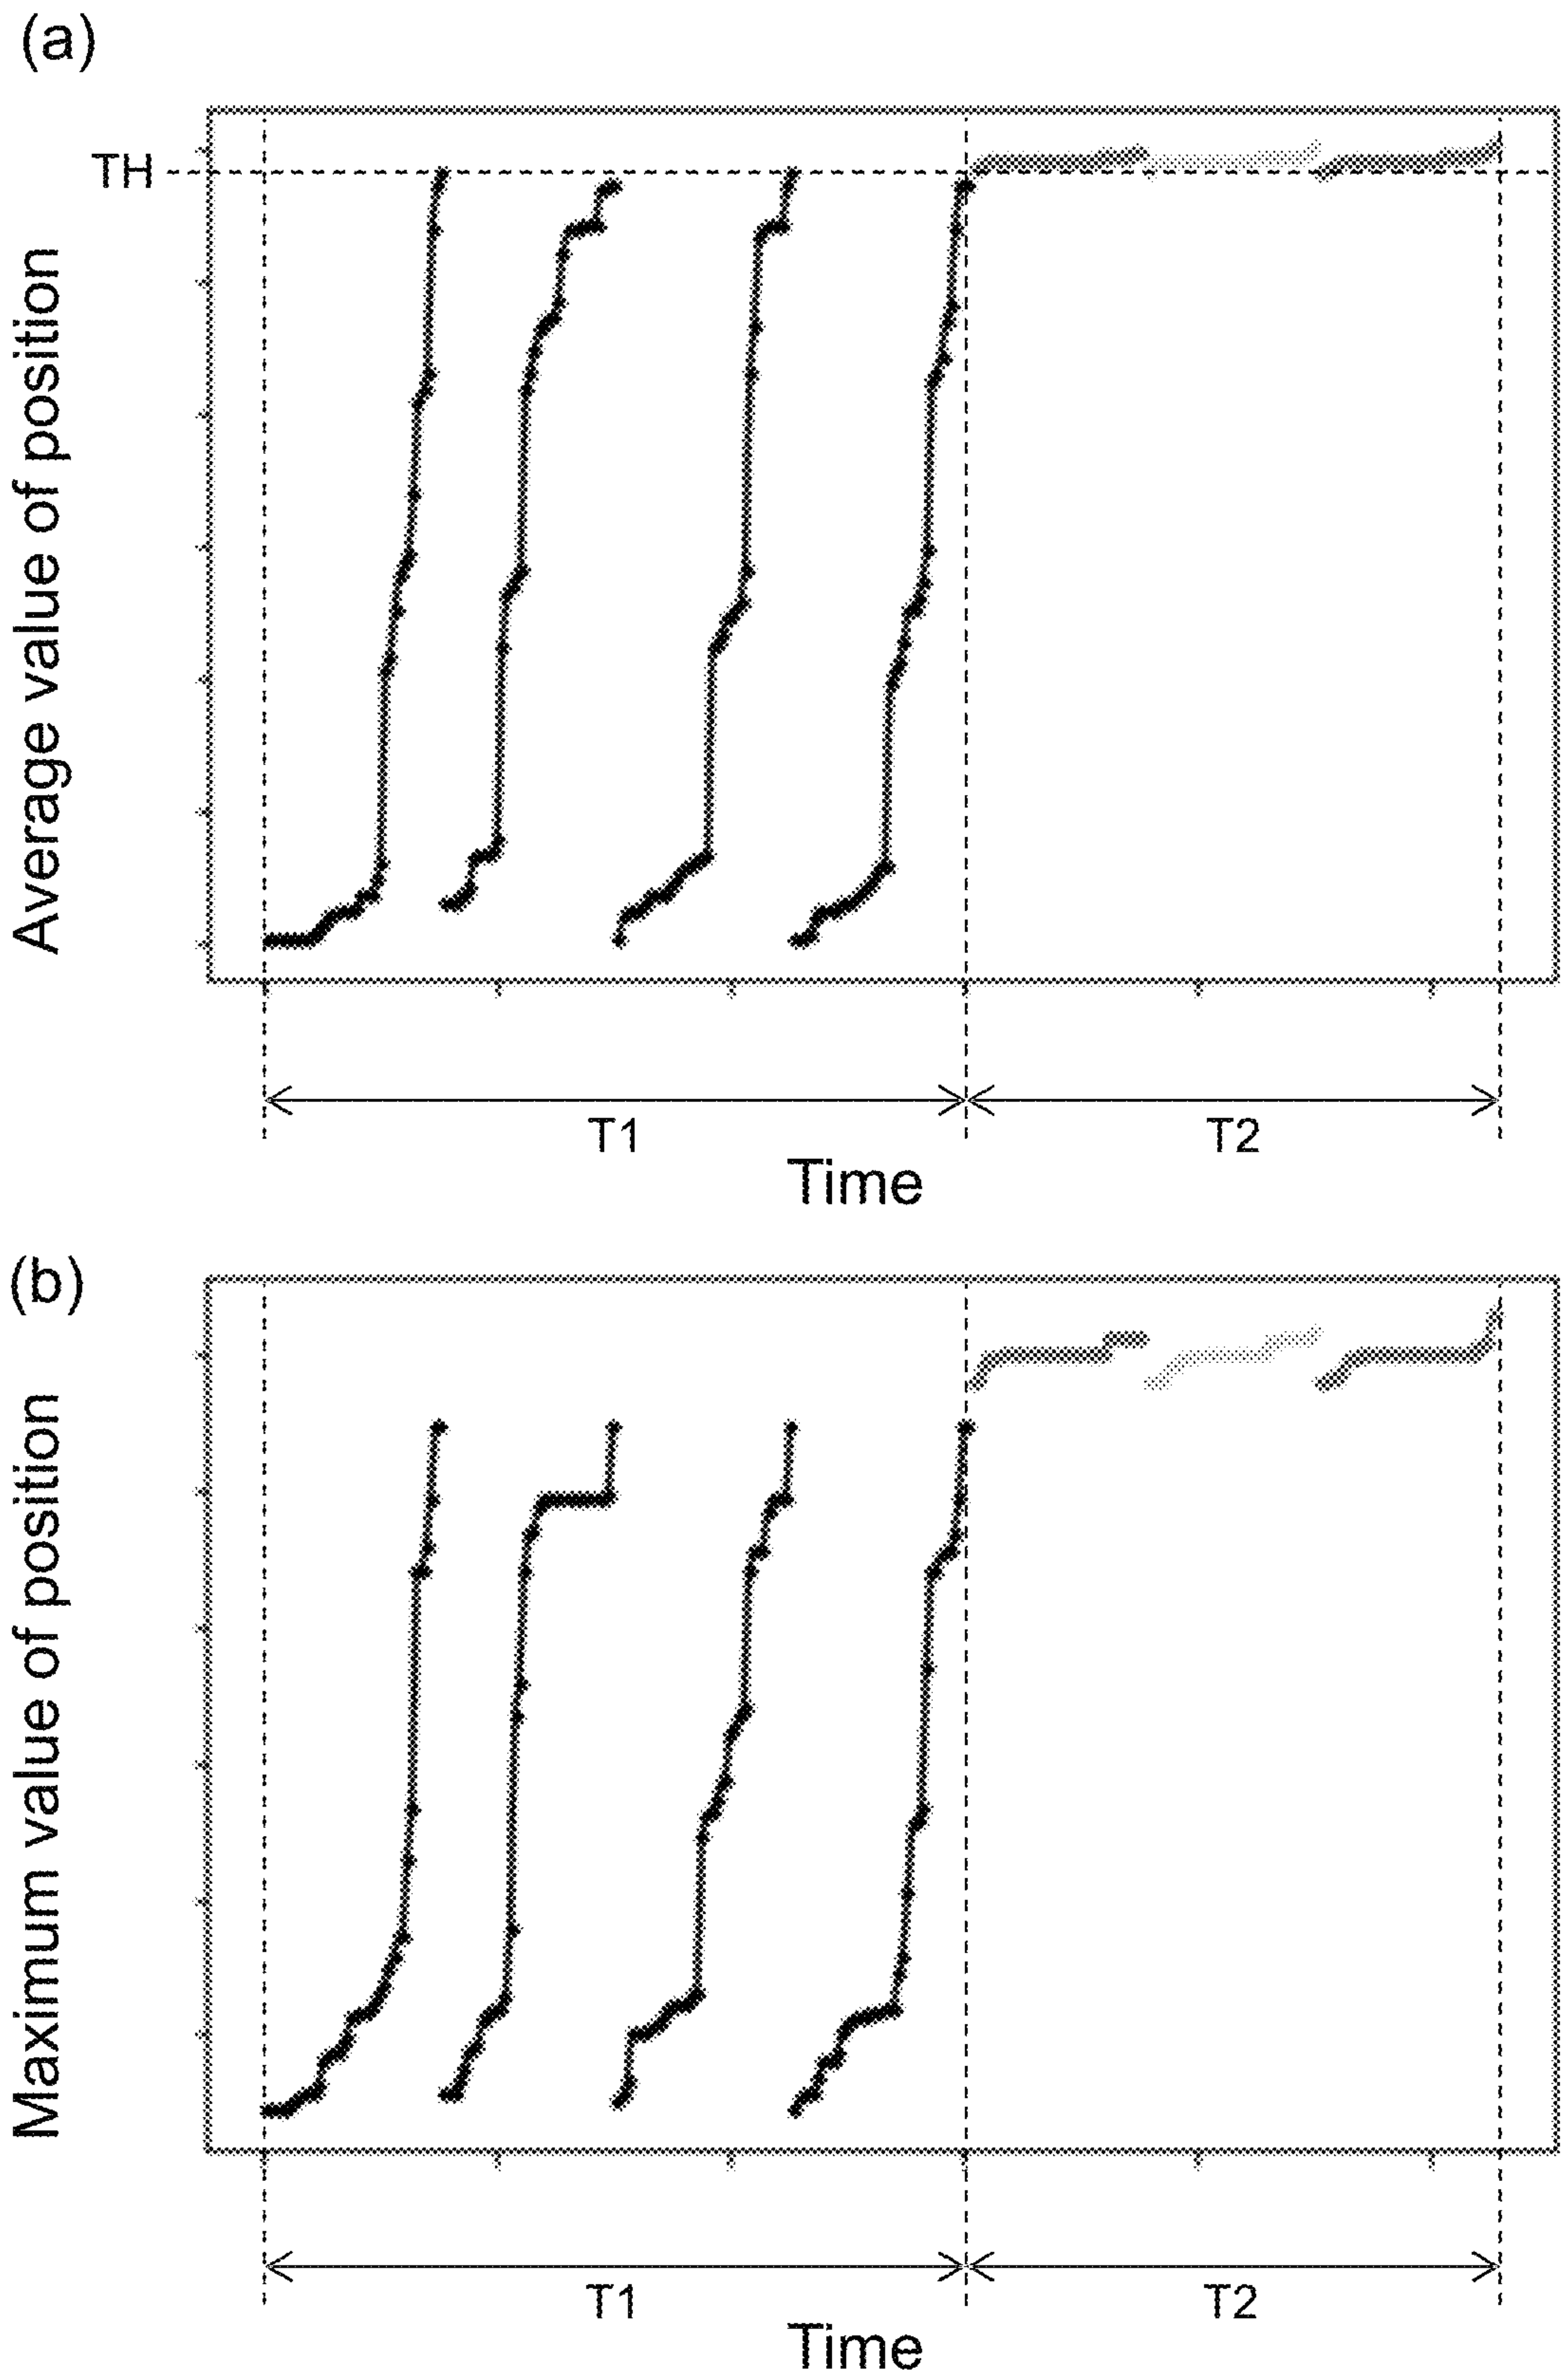 (a)
TH
Average value of position
T1
T2
Time
(b)
Maximum value of position
T1
T2
Time